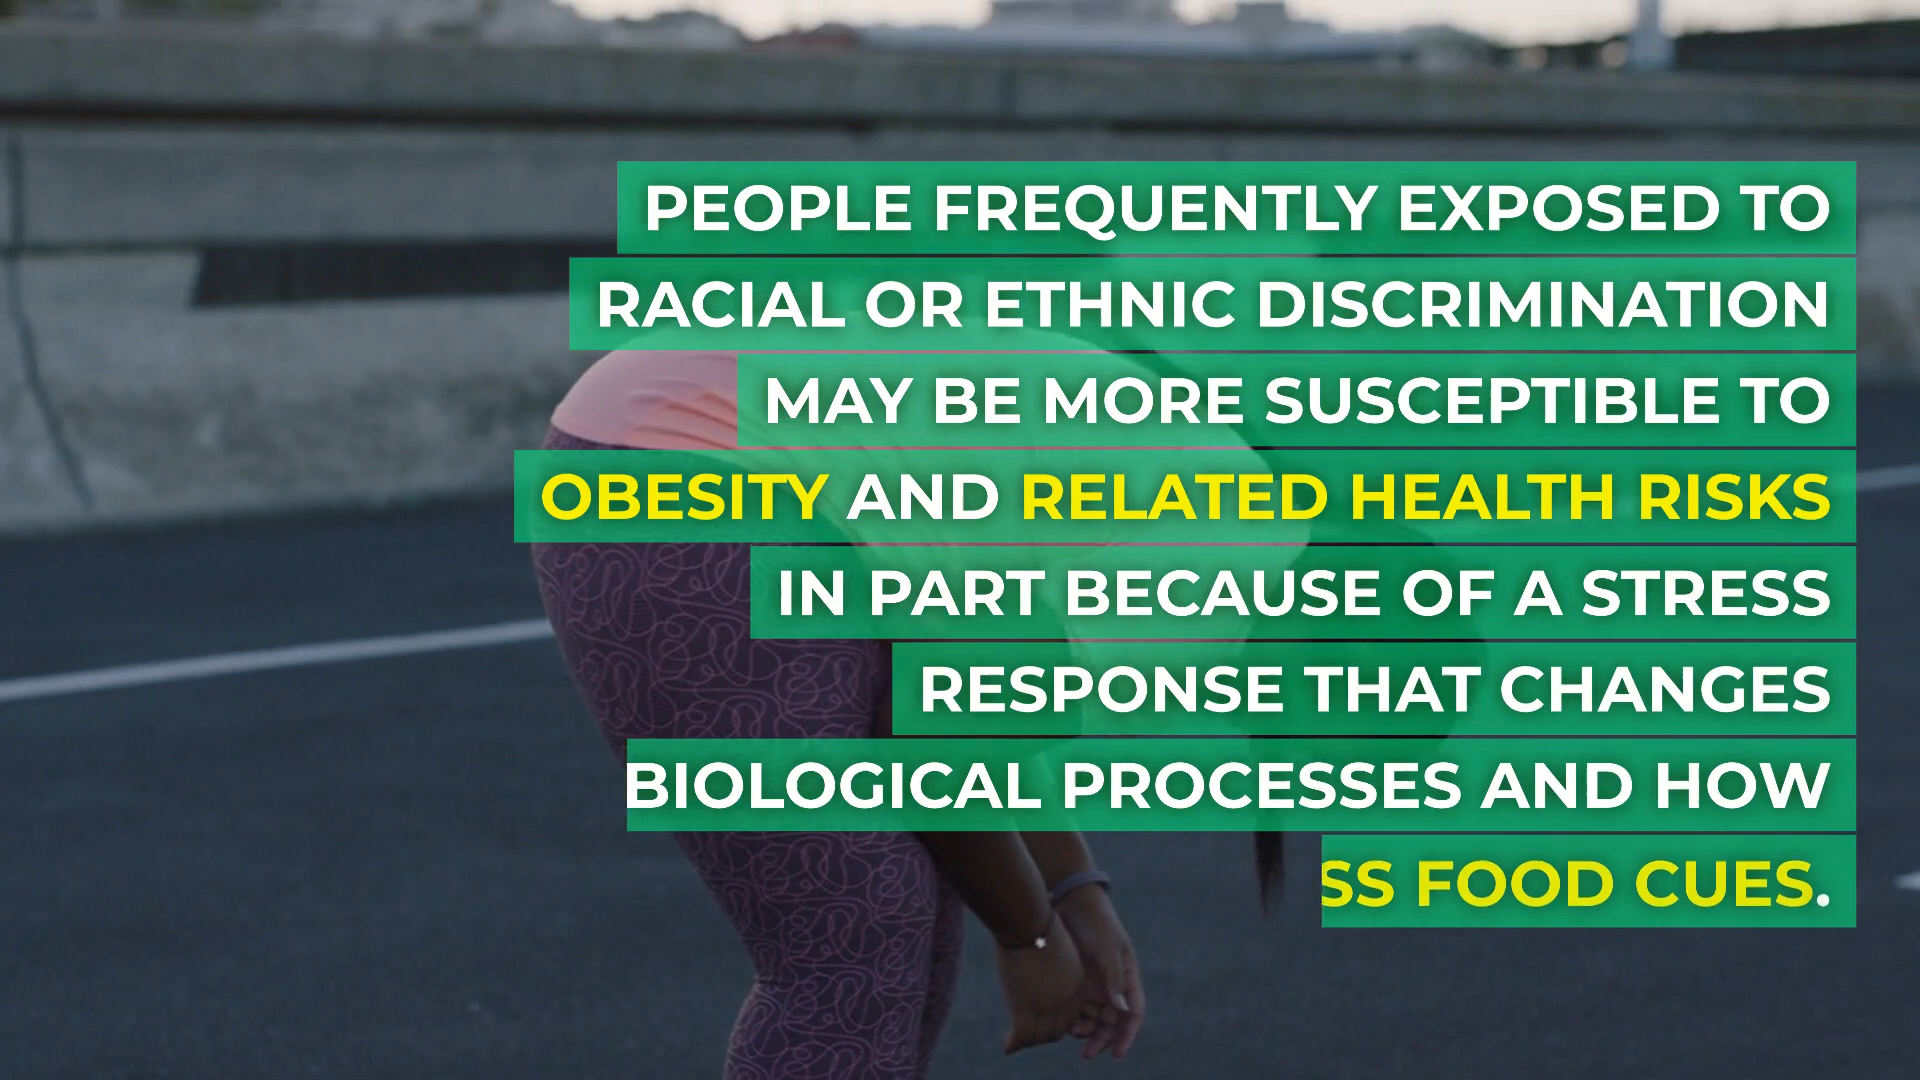 PEOPLE FREQUENTLY EXPOSED TO
RACIAL OR ETHNIC DISCRIMINATION
MAY BE MORE SUSCEPTIBLE TO
OBESITY AND RELATED HEALTH RISKS
IN PART BECAUSE OF A STRESS
RESPONSE THAT CHANGES
BIOLOGICAL PROCESSES AND HOW
SS FOOD CUES.